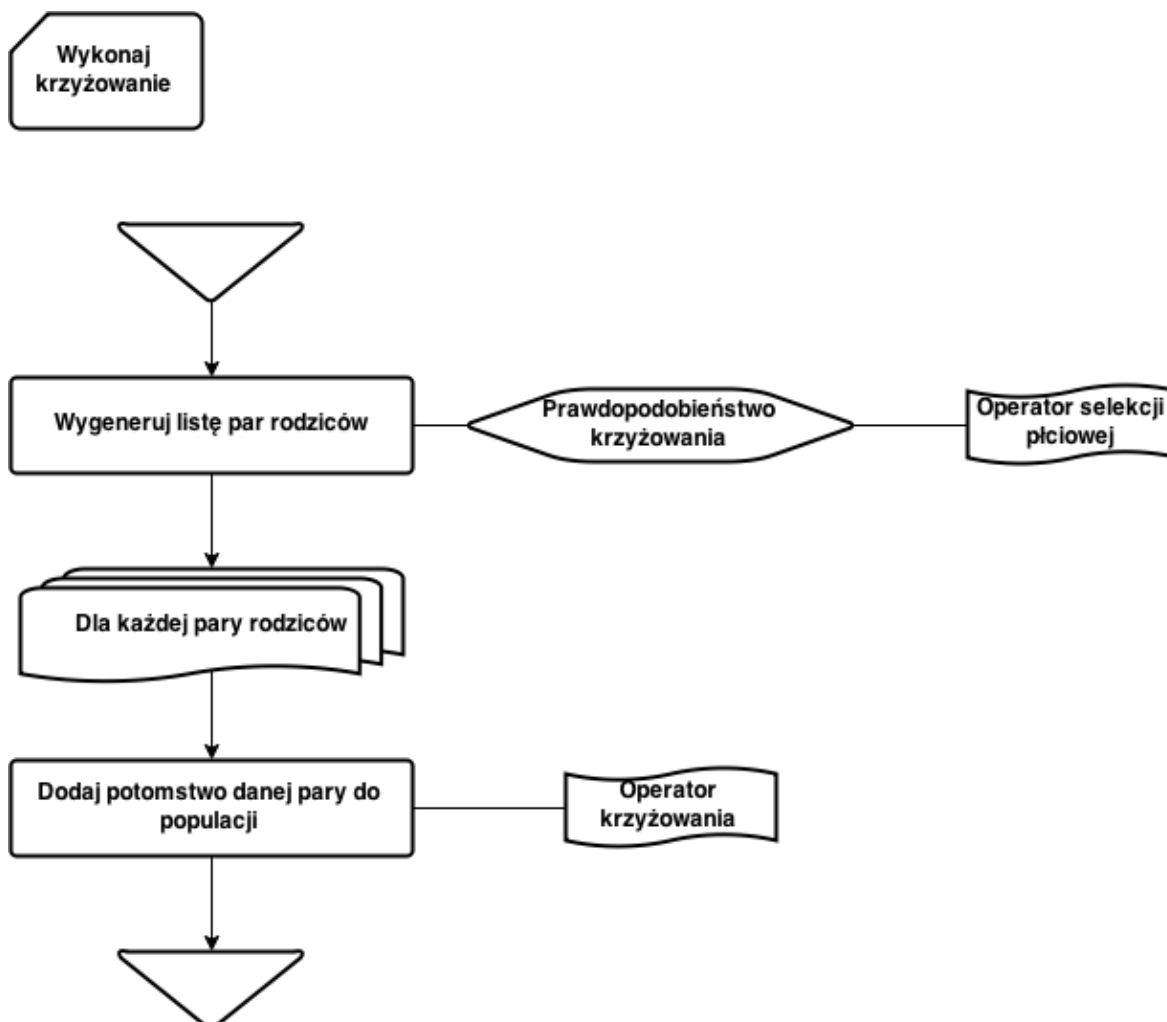 Wykonaj
krzyżowanie
Wygeneruj listę par rodziców
Prawdopodobieństwo
krzyżowania
Operator selekcji
płciowej
Dla każdej pary rodziców
Dodaj potomstwo danej pary do
populacji
Operator
krzyżowania